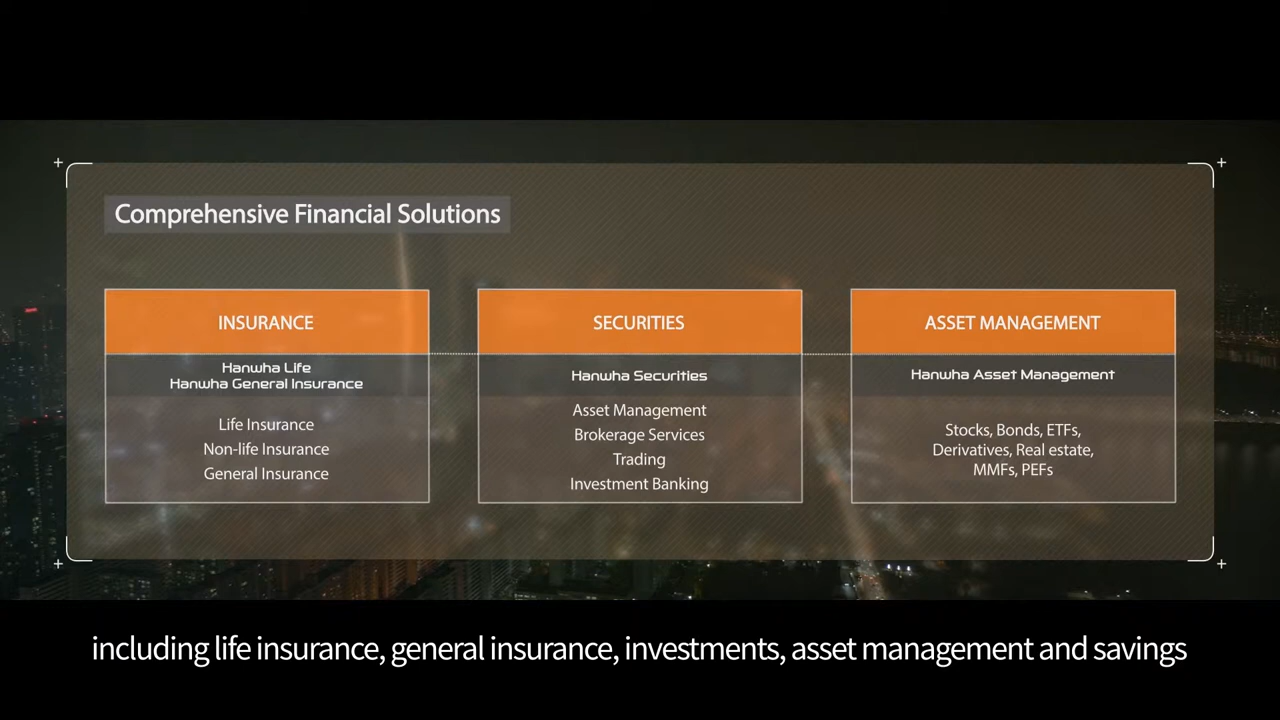 Comprehensive Financial Solutions
INSURANCE
Hanwha Life
Hanwha General Insurance
Life Insurance
Non-life Insurance
General Insurance
SECURITIES
Hanwha Securities
Asset Management
Brokerage Services
Trading
Investment Banking
ASSET MANAGEMENT
Hanwha Asset Management
Stocks, Bonds, ETFs,
Derivatives, Real estate,
MMFs, PEFs
including life insurance, general insurance, investments, asset management and savings